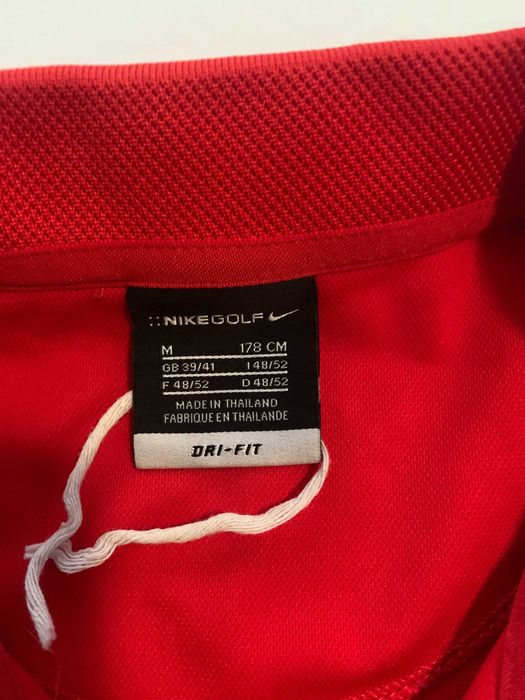 NIKEGOLF
M 178 CM
GB 39/41 I 48/52
F 48/52 D 48/52
MADE IN THAILAND
FABRIQUE EN THAILANDE
DRI-FIT